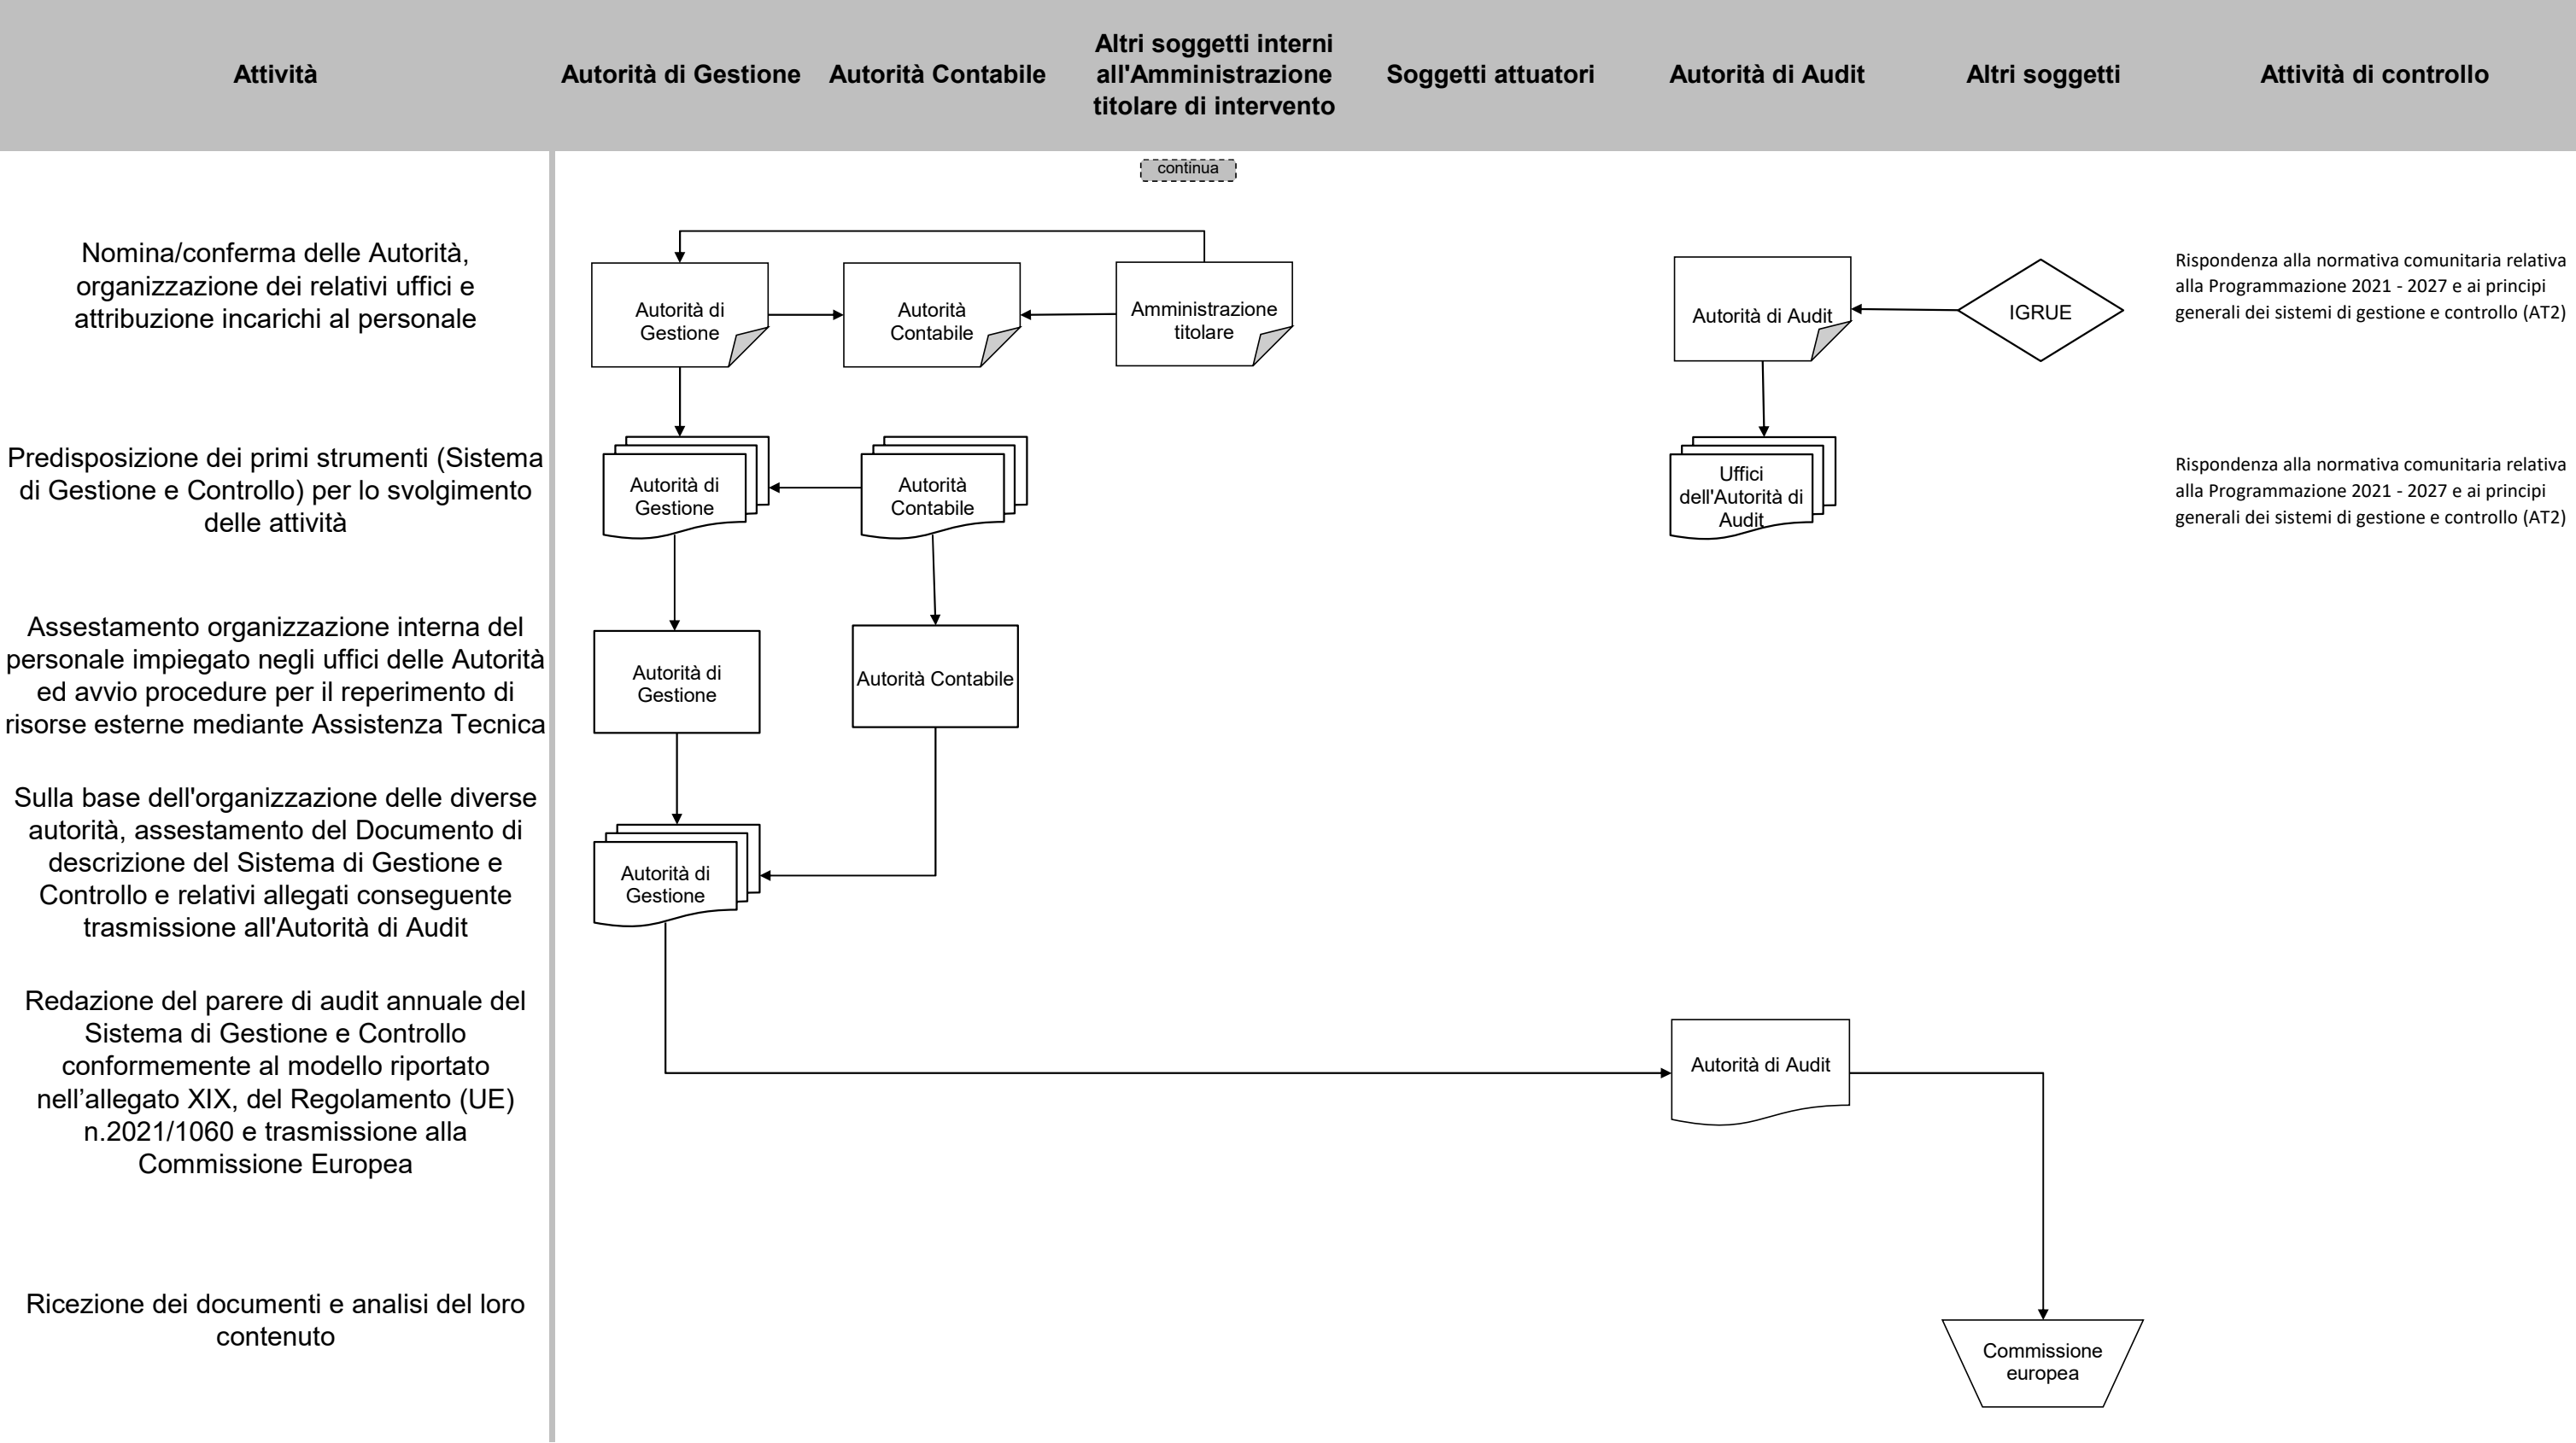 Attività
Autorità di Gestione
Autorità Contabile
Altri soggetti interni
all'Amministrazione
titolare di intervento
Soggetti attuatori
Autorità di Audit
Altri soggetti
Attività di controllo
continua
Nomina/conferma delle Autorità,
organizzazione dei relativi uffici e
attribuzione incarichi al personale
Autorità di
Gestione
Autorità
Contabile
Amministrazione
titolare
Autorità di Audit
IGRUE
Rispondenza alla normativa comunitaria relativa
alla Programmazione 2021 - 2027 e ai principi
generali dei sistemi di gestione e controllo (AT2)
Predisposizione dei primi strumenti (Sistema
di Gestione e Controllo) per lo svolgimento
delle attività
Autorità di
Gestione
Autorità
Contabile
Uffici
dell'Autorità di
Audit
Rispondenza alla normativa comunitaria relativa
alla Programmazione 2021 - 2027 e ai principi
generali dei sistemi di gestione e controllo (AT2)
Assestamento organizzazione interna del
personale impiegato negli uffici delle Autorità
ed avvio procedure per il reperimento di
risorse esterne mediante Assistenza Tecnica
Autorità di
Gestione
Autorità Contabile
Sulla base dell'organizzazione delle diverse
autorità, assestamento del Documento di
descrizione del Sistema di Gestione e
Controllo e relativi allegati conseguente
trasmissione all'Autorità di Audit
Autorità di
Gestione
Redazione del parere di audit annuale del
Sistema di Gestione e Controllo
conformemente al modello riportato
nell’allegato XIX, del Regolamento (UE)
n.2021/1060 e trasmissione alla
Commissione Europea
Autorità di Audit
Ricezione dei documenti e analisi del loro
contenuto
Commissione
europea